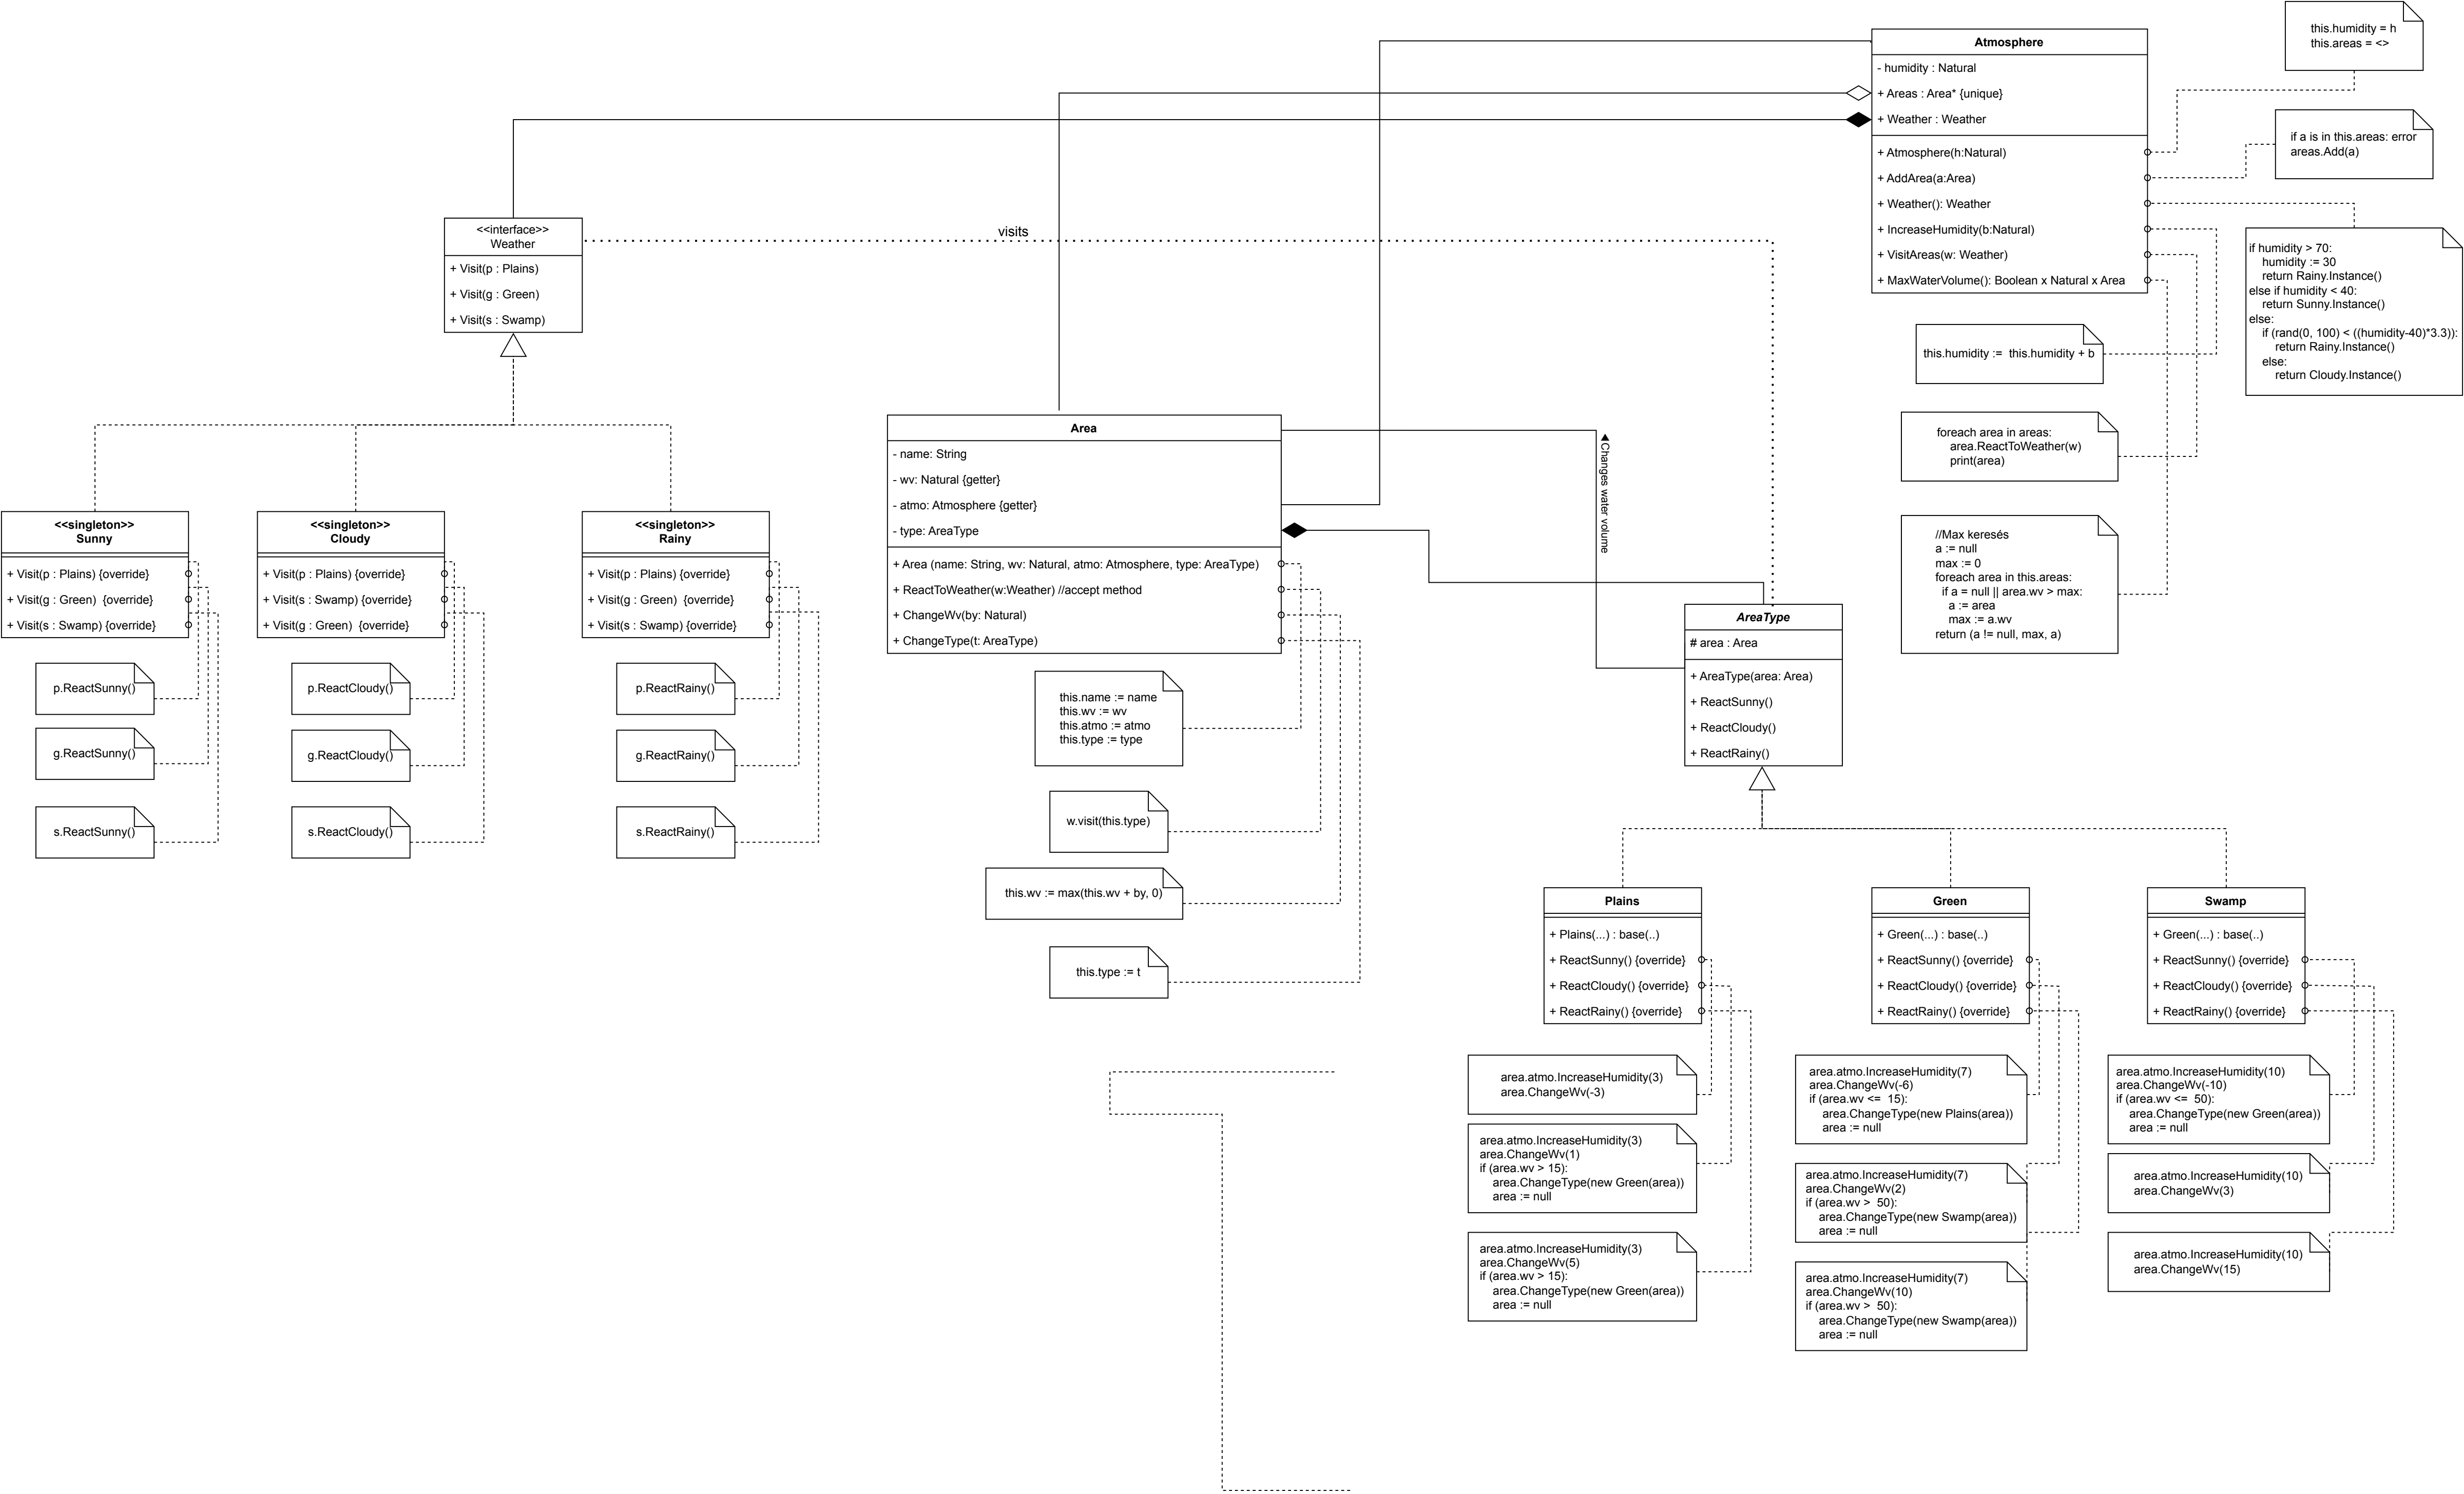 Atmosphere
- humidity : Natural
+ Areas : Area* {unique}
+ Weather : Weather
+ Atmosphere(h:Natural)
+ AddArea(a:Area)
+ Weather(): Weather
+ IncreaseHumidity(b:Natural)
+ VisitAreas(w: Weather)
+ MaxWaterVolume(): Boolean x Natural x Area
this.humidity = h
this.areas = <>
if a is in this.areas: error
areas.Add(a)
if humidity > 70:
humidity := 30
return Rainy.Instance()
else if humidity < 40:
return Sunny.Instance()
else:
if (rand(0, 100) < ((humidity-40)*3.3)):
return Rainy.Instance()
else:
return Cloudy.Instance()
this.humidity := this.humidity + b
foreach area in areas:
area.ReactToWeather(w)
print(area)
//Max keresés
a := null
max := 0
foreach area in this.areas:
if a = null || area.wv > max:
a := area
max := a.wv
return (a != null, max, a)
<<interface>>
Weather
+ Visit(p : Plains)
+ Visit(g : Green)
+ Visit(s : Swamp)
visits
<<singleton>>
Sunny
+ Visit(p : Plains) {override}
+ Visit(g : Green) {override}
+ Visit(s : Swamp) {override}
p.ReactSunny()
g.ReactSunny()
s.ReactSunny()
<<singleton>>
Cloudy
+ Visit(p : Plains) {override}
+ Visit(s : Swamp) {override}
+ Visit(g : Green) {override}
p.ReactCloudy()
g.ReactCloudy()
s.ReactCloudy()
<<singleton>>
Rainy
+ Visit(p : Plains) {override}
+ Visit(g : Green) {override}
+ Visit(s : Swamp) {override}
p.ReactRainy()
g.ReactRainy()
s.ReactRainy()
Area
- name: String
- wv: Natural {getter}
- atmo: Atmosphere {getter}
- type: AreaType
+ Area (name: String, wv: Natural, atmo: Atmosphere, type: AreaType)
+ ReactToWeather(w:Weather) //accept method
+ ChangeWv(by: Natural)
+ ChangeType(t: AreaType)
this.name := name
this.wv := wv
this.atmo := atmo
this.type := type
w.visit(this.type)
this.wv := max(this.wv + by, 0)
this.type := t
◀Changes water volume
AreaType
# area : Area
+ AreaType(area: Area)
+ ReactSunny()
+ ReactCloudy()
+ ReactRainy()
Plains
+ Plains(...) : base(..)
+ ReactSunny() {override}
+ ReactCloudy() {override}
+ ReactRainy() {override}
area.atmo.IncreaseHumidity(3)
area.ChangeWv(-3)
area.atmo.IncreaseHumidity(3)
area.ChangeWv(1)
if (area.wv > 15):
area.ChangeType(new Green(area))
area := null
area.atmo.IncreaseHumidity(3)
area.ChangeWv(5)
if (area.wv > 15):
area.ChangeType(new Green(area))
area := null
Green
+ Green(...) : base(..)
+ ReactSunny() {override}
+ ReactCloudy() {override}
+ ReactRainy() {override}
area.atmo.IncreaseHumidity(7)
area.ChangeWv(-6)
if (area.wv <= 15):
area.ChangeType(new Plains(area))
area := null
area.atmo.IncreaseHumidity(7)
area.ChangeWv(2)
if (area.wv > 50):
area.ChangeType(new Swamp(area))
area := null
area.atmo.IncreaseHumidity(7)
area.ChangeWv(10)
if (area.wv > 50):
area.ChangeType(new Swamp(area))
area := null
Swamp
+ Green(...) : base(..)
+ ReactSunny() {override}
+ ReactCloudy() {override}
+ ReactRainy() {override}
area.atmo.IncreaseHumidity(10)
area.ChangeWv(-10)
if (area.wv <= 50):
area.ChangeType(new Green(area))
area := null
area.atmo.IncreaseHumidity(10)
area.ChangeWv(3)
area.atmo.IncreaseHumidity(10)
area.ChangeWv(15)